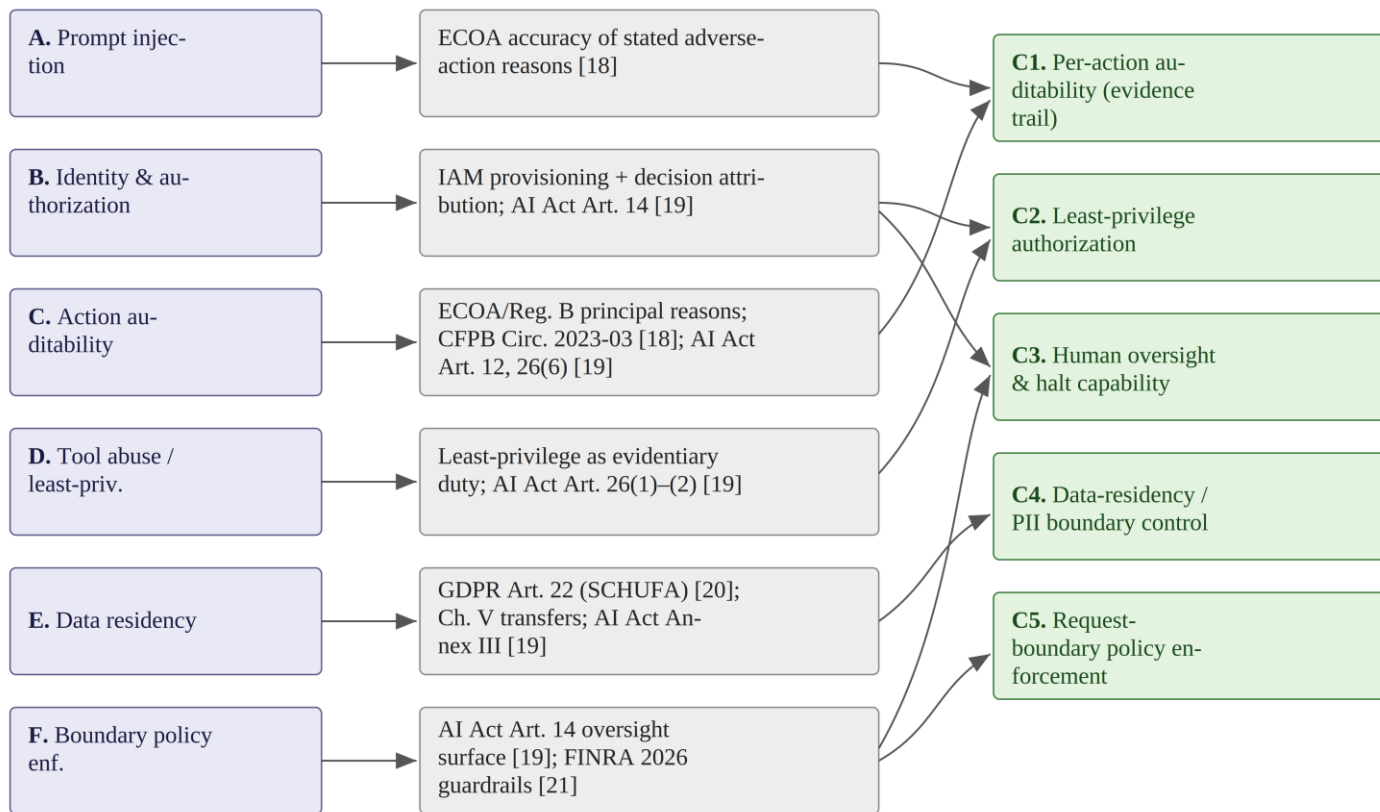 A. Prompt injec-
tion
ECOA accuracy of stated adverse-
action reasons [18]
C1. Per-action au-
ditability (evidence
trail)
B. Identity & au-
thorization
IAM provisioning + decision attri-
bution; AI Act Art. 14 [19]
C2. Least-privilege
authorization
C. Action au-
ditability
ECOA/Reg. B principal reasons;
CFPB Circ. 2023-03 [18]; AI Act
Art. 12, 26(6) [19]
C3. Human oversight
& halt capability
D. Tool abuse /
least-priv.
Least-privilege as evidentiary
duty; AI Act Art. 26(1)–(2) [19]
C4. Data-residency /
PII boundary control
E. Data residency
GDPR Art. 22 (SCHUFA) [20];
Ch. V transfers; AI Act An-
nex III [19]
C5. Request-
boundary policy en-
forcement
F. Boundary policy
enf.
AI Act Art. 14 oversight
surface [19]; FINRA 2026
guardrails [21]